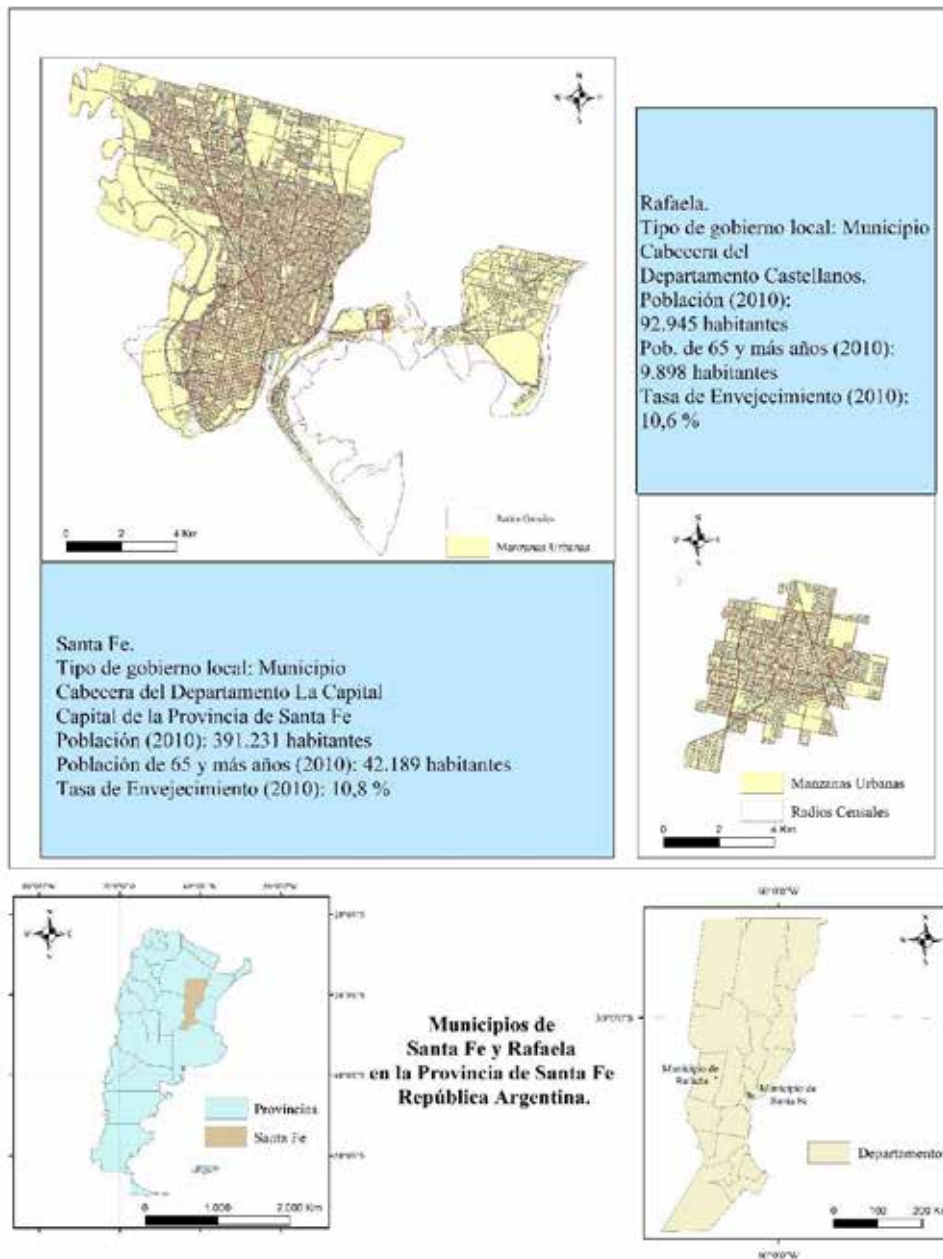 N
S
Radios Censales
Manzanas Urbanas
0 2 4 Km
Rafaela.
Tipo de gobierno local: Municipio
Cabecera del
Departamento Castellanos.
Población (2010):
92.945 habitantes
Pob. de 65 y más años (2010):
9.898 habitantes
Tasa de Envejecimiento (2010):
10,6 %
Santa Fe.
Tipo de gobierno local: Municipio
Cabecera del Departamento La Capital
Capital de la Provincia de Santa Fe
Población (2010): 391.231 habitantes
Población de 65 y más años (2010): 42.189 habitantes
Tasa de Envejecimiento (2010): 10,8 %
Manzanas Urbanas
Radios Censales
0 2 4 Km
Provincias
Santa Fe
0 1.000 2.000 Km
Municipios de
Santa Fe y Rafaela
en la Provincia de Santa Fe
República Argentina.
Municipio de
Rafaela
Municipio de
Santa Fe
Departamento
0 100 200 Km